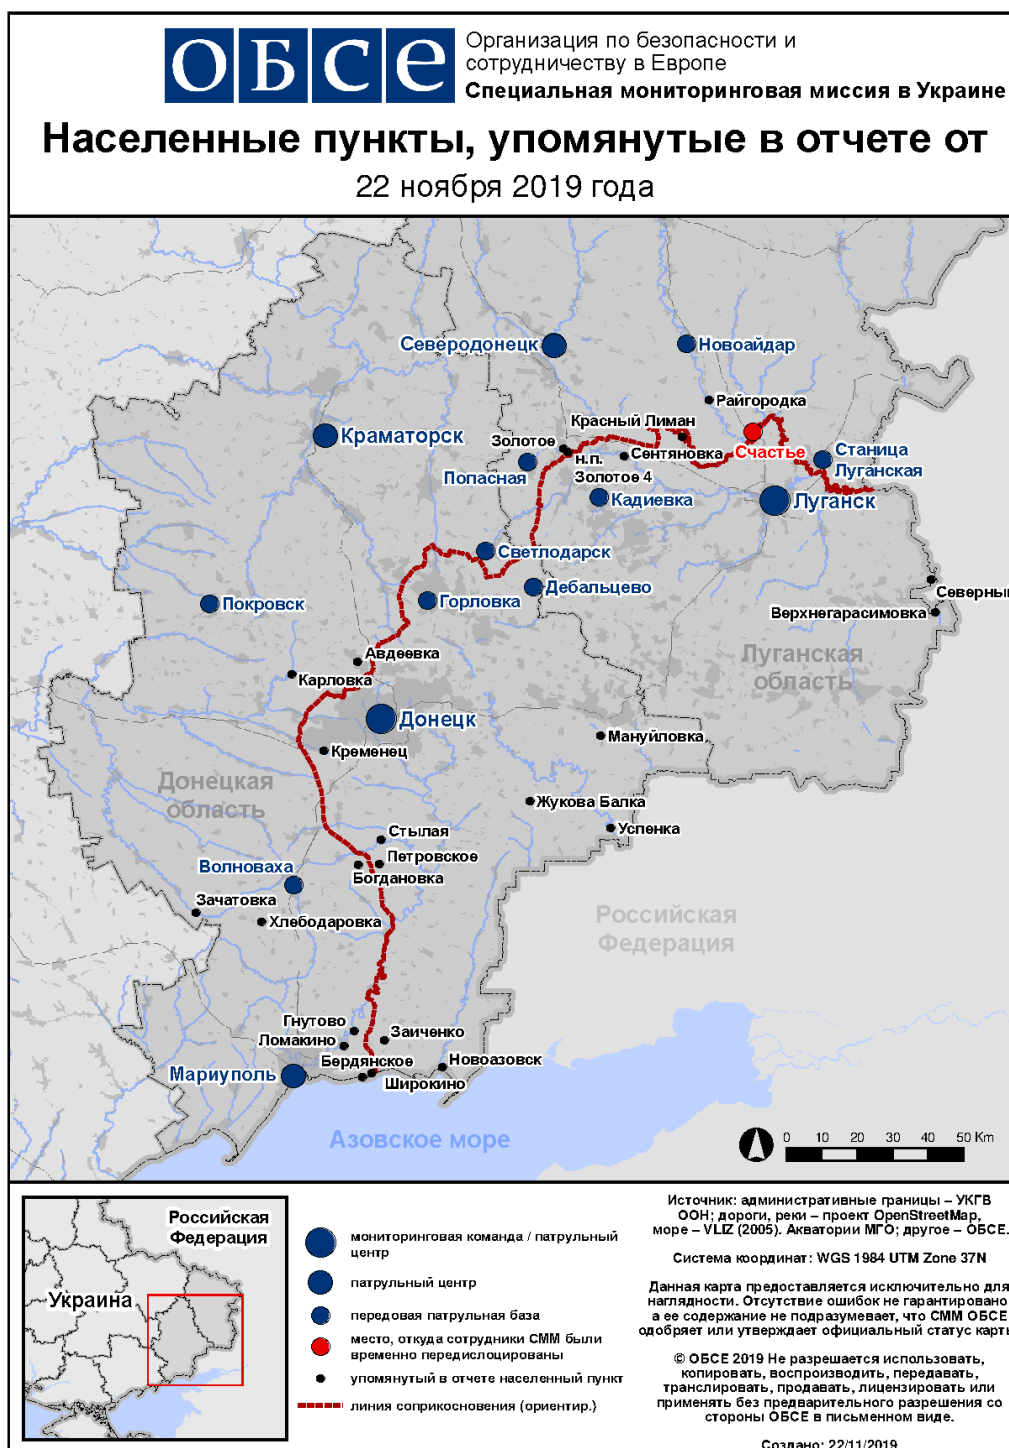 ОБСЕ
Организация по безопасности и
сотрудничеству в Европе
Специальная мониторинговая миссия в Украине
Населенные пункты, упомянутые в отчете от
22 ноября 2019 года
Северодонецк
Новоайдар
Райгородка
Красный Лиман
Краматорск
Золотое
н.п.
Золотое 4
Сентяновка
Счастье
Станица
Луганская
Попасная
Кадиевка
Луганск
Светлодарск
Дебальцево
Покровск
Горловка
Северный
Верхнегарасимовка
Авдеевка
Луганская
область
Карловка
Донецк
Мануйловка
Кременец
Донецкая
область
Жукова Балка
Успенка
Стылая
Петровское
Богдановка
Волноваха
Зачатовка
Хлебодаровка
Российская
Федерация
Гнутово
Ломакино
Заиченко
Бердянское
Новоазовск
Мариуполь
Широкино
Азовское море
0 10 20 30 40 50 Km
Российская
Федерация
Украина
мониторинговая команда / патрульный
центр
патрульный центр
передовая патрульная база
место, откуда сотрудники СММ были
временно передислоцированы
упомянутый в отчете населенный пункт
линия соприкосновения (ориентир.)
Источник: административные границы – УКГВ
ООН; дороги, реки – проект OpenStreetMap,
море – VLIZ (2005). Акватории МГО; другое – ОБСЕ.
Система координат: WGS 1984 UTM Zone 37N
Данная карта предоставляется исключительно для
наглядности. Отсутствие ошибок не гарантировано
а ее содержание не подразумевает, что СММ ОБСЕ
одобряет или утверждает официальный статус карты
© ОБСЕ 2019 Не разрешается использовать,
копировать, воспроизводить, передавать,
транслировать, продавать, лицензировать или
применять без предварительного разрешения со
стороны ОБСЕ в письменном виде.
Создано: 22/11/2019